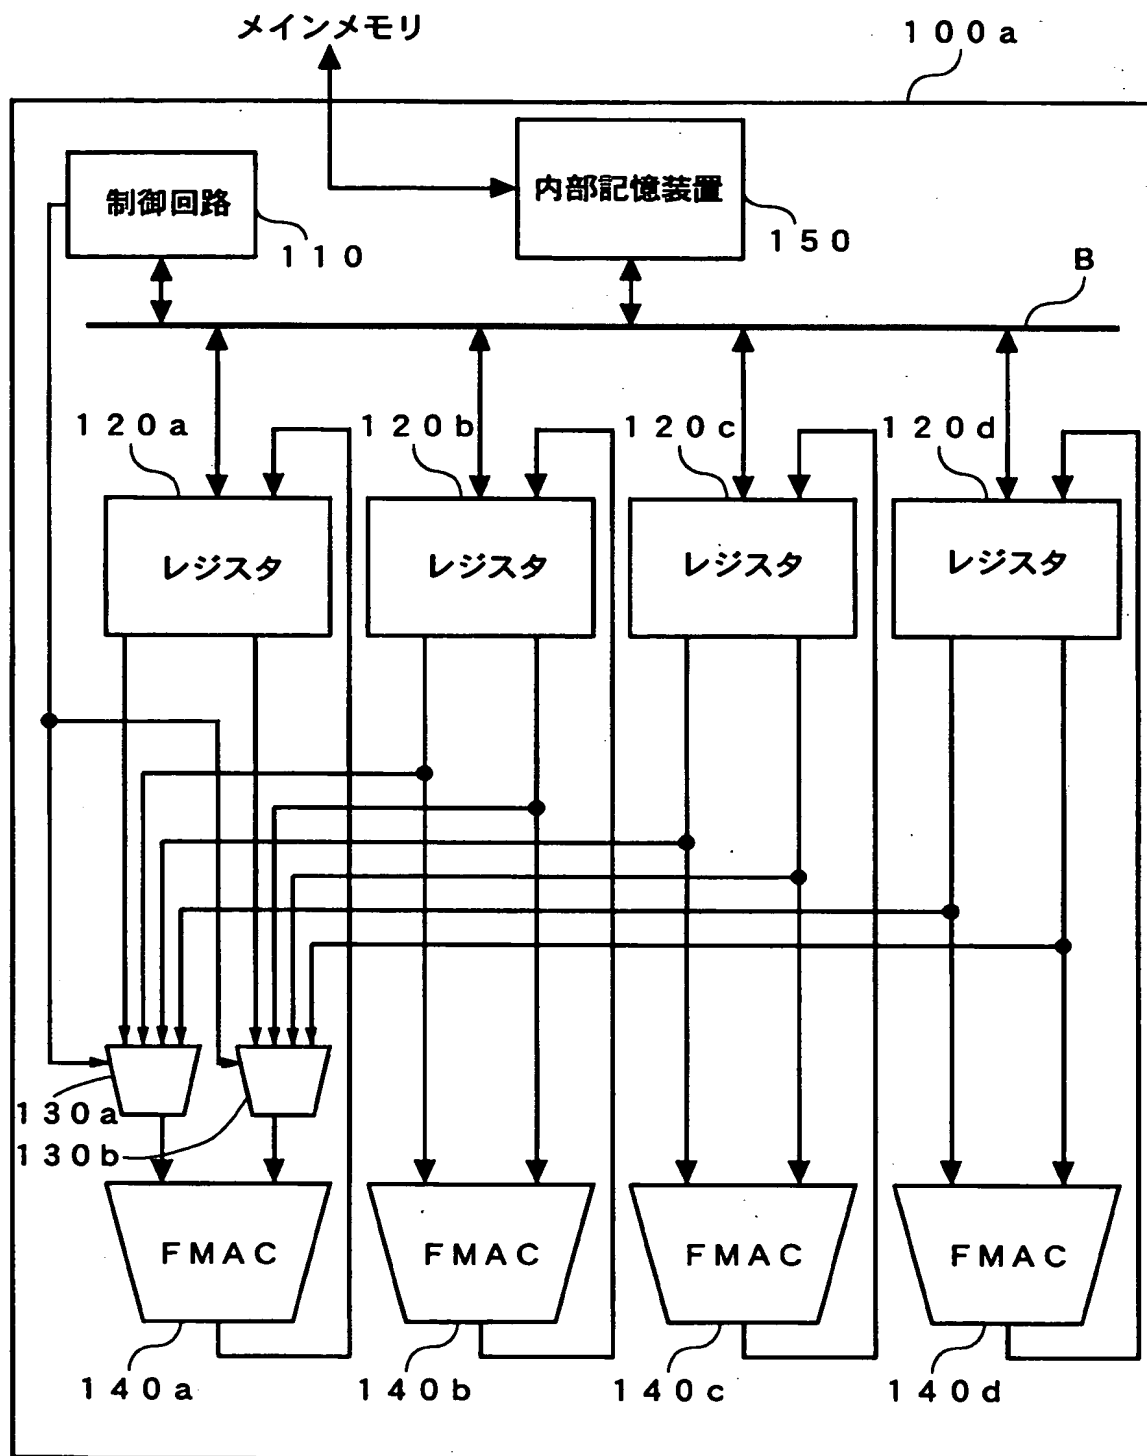 メインメモリ
１００a
制御回路
内部記憶装置
１１０
１５０
B
１２０a
１２０b
１２０c
１２０d
レジスタ
レジスタ
レジスタ
レジスタ
１３０a
１３０b
FMAC
FMAC
FMAC
FMAC
１４０a
１４０b
１４０c
１４０d